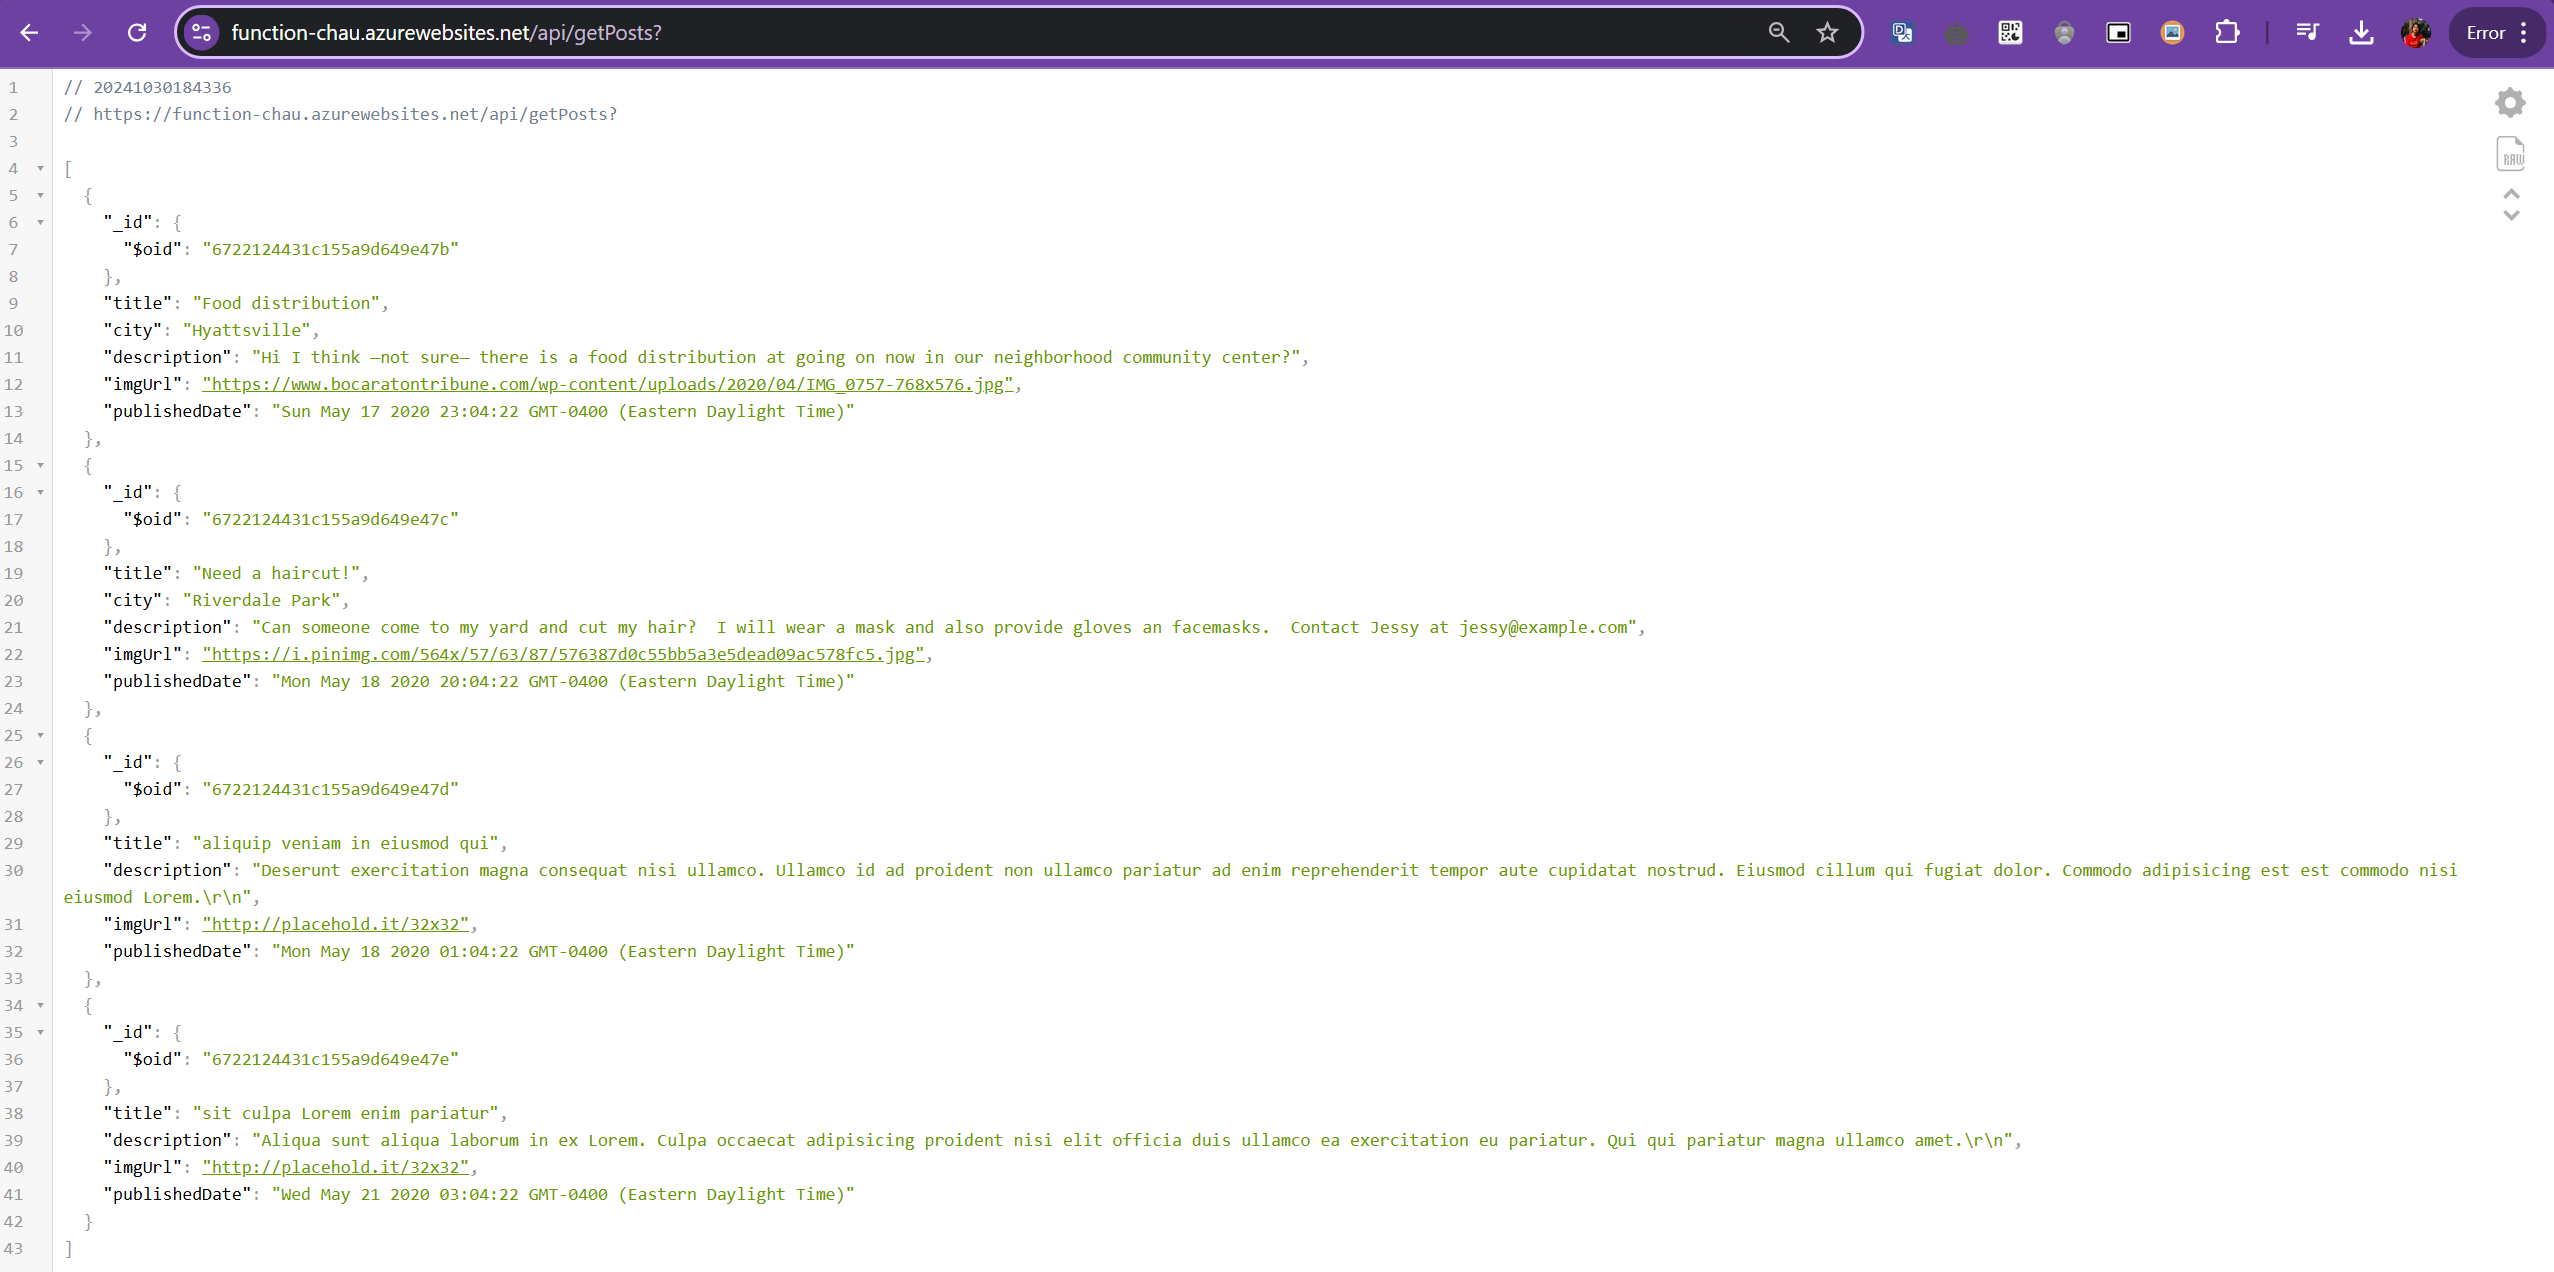 function-chau.azurewebsites.net/api/getPosts?
Error
1 // 20241030184336
2 // https://function-chau.azurewebsites.net/api/getPosts?
3
4 [
5 {
6 "_id": {
7 "$oid": "6722124431c155a9d649e47b"
8 },
9 "title": "Food distribution",
10 "city": "Hyattsville",
11 "description": "Hi I think —not sure— there is a food distribution at going on now in our neighborhood community center?",
12 "imgUrl": "https://www.bocaratontribune.com/wp-content/uploads/2020/04/IMG_0757-768x576.jpg",
13 "publishedDate": "Sun May 17 2020 23:04:22 GMT-0400 (Eastern Daylight Time)"
14 },
15 {
16 "_id": {
17 "$oid": "6722124431c155a9d649e47c"
18 },
19 "title": "Need a haircut!",
20 "city": "Riverdale Park",
21 "description": "Can someone come to my yard and cut my hair?  I will wear a mask and also provide gloves an facemasks.  Contact Jessy at jessy@example.com",
22 "imgUrl": "https://i.pinimg.com/564x/57/63/87/576387d0c55bb5a3e5dead09ac578fc5.jpg",
23 "publishedDate": "Mon May 18 2020 20:04:22 GMT-0400 (Eastern Daylight Time)"
24 },
25 {
26 "_id": {
27 "$oid": "6722124431c155a9d649e47d"
28 },
29 "title": "aliquip veniam in eiusmod qui",
30 "description": "Deserunt exercitation magna consequat nisi ullamco. Ullamco id ad proident non ullamco pariatur ad enim reprehenderit tempor aute cupidatat nostrud. Eiusmod cillum qui fugiat dolor. Commodo adipisicing est est commodo nisi
eiusmod Lorem.\r\n",
31 "imgUrl": "http://placehold.it/32x32",
32 "publishedDate": "Mon May 18 2020 01:04:22 GMT-0400 (Eastern Daylight Time)"
33 },
34 {
35 "_id": {
36 "$oid": "6722124431c155a9d649e47e"
37 },
38 "title": "sit culpa Lorem enim pariatur",
39 "description": "Aliqua sunt aliqua laborum in ex Lorem. Culpa occaecat adipisicing proident nisi elit officia duis ullamco ea exercitation eu pariatur. Qui qui pariatur magna ullamco amet.\r\n",
40 "imgUrl": "http://placehold.it/32x32",
41 "publishedDate": "Wed May 21 2020 03:04:22 GMT-0400 (Eastern Daylight Time)"
42 }
43 ]
RAW